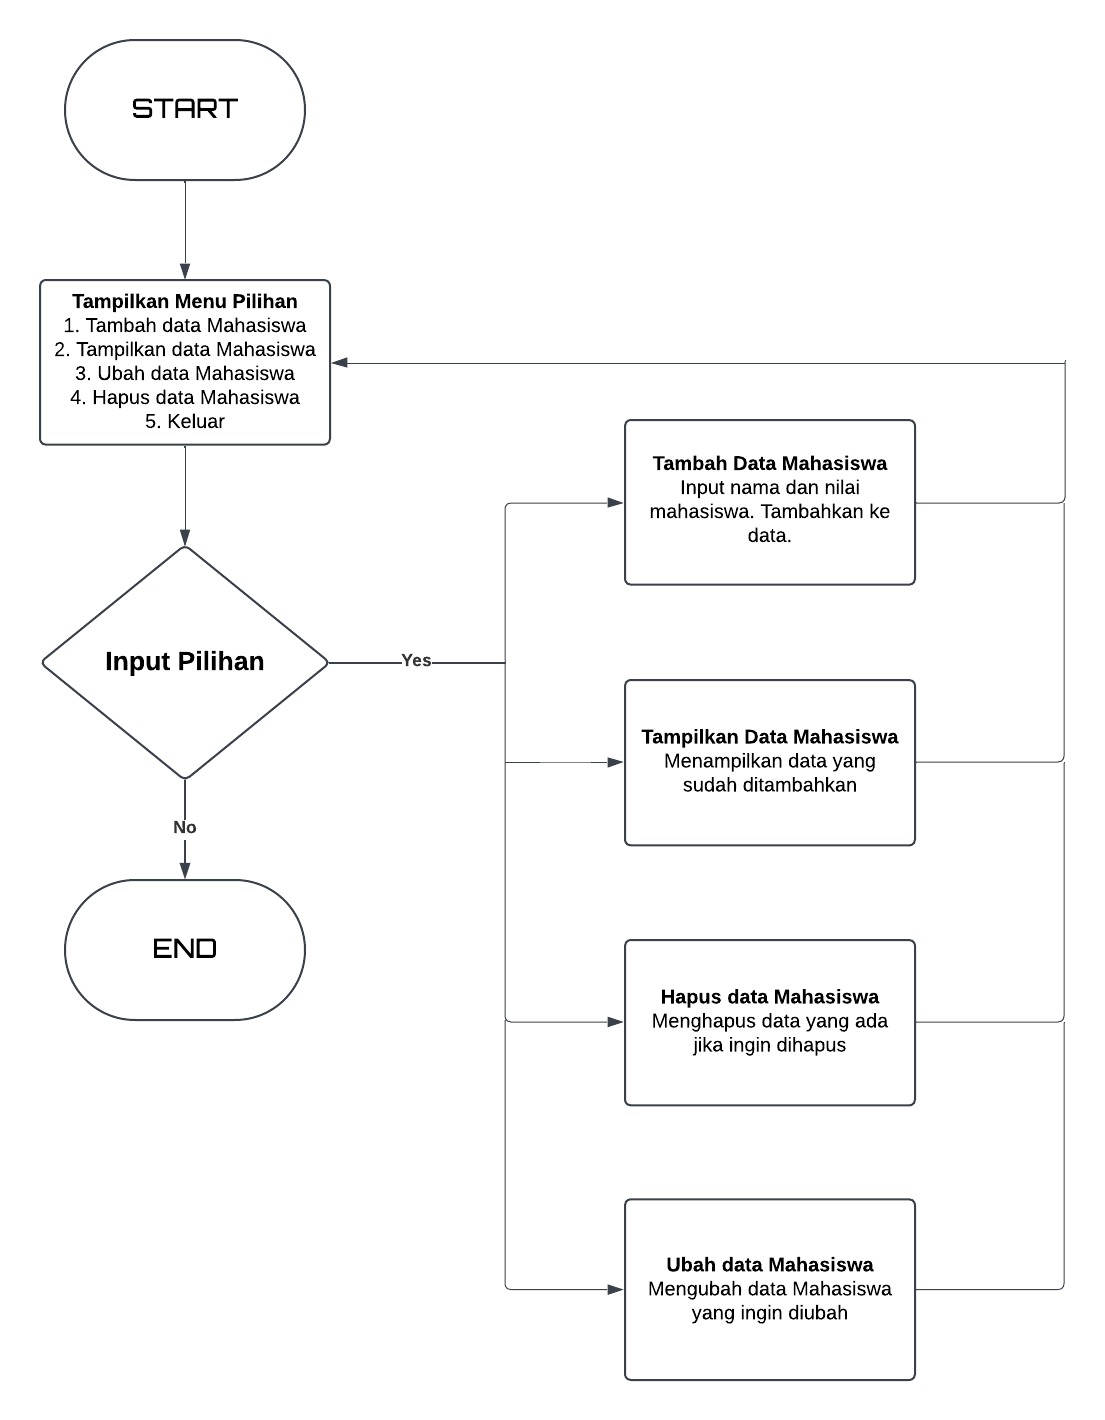 START
Tampilkan Menu Pilihan
1. Tambah data Mahasiswa
2. Tampilkan data Mahasiswa
3. Ubah data Mahasiswa
4. Hapus data Mahasiswa
5. Keluar
Input Pilihan
Yes
No
END
Tambah Data Mahasiswa
Input nama dan nilai
mahasiswa. Tambahkan ke
data.
Tampilkan Data Mahasiswa
Menampilkan data yang
sudah ditambahkan
Hapus data Mahasiswa
Menghapus data yang ada
jika ingin dihapus
Ubah data Mahasiswa
Mengubah data Mahasiswa
yang ingin diubah